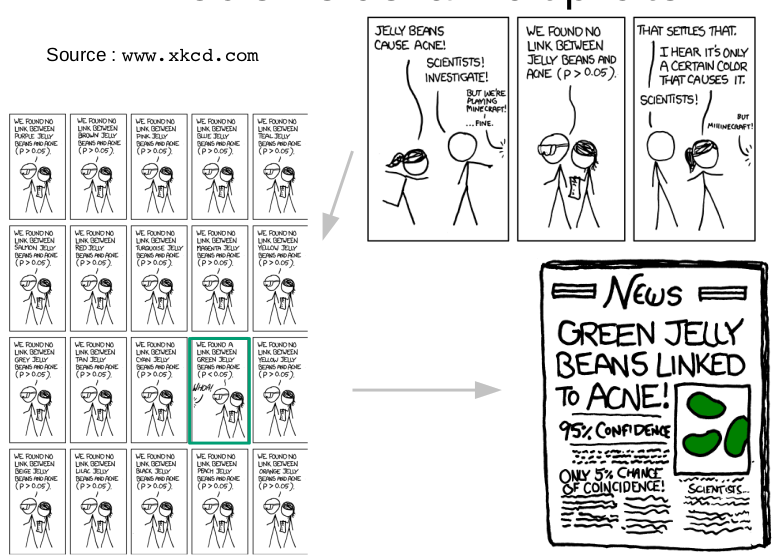 Source : www.xkcd.com
JELLY BEANS
CAUSE ACNE!
SCIENTISTS!
INVESTIGATE!
BUT WE'RE
PLAYING
MINECRAFT!
...FINE.
WE FOUND NO
LINK BETWEEN
JELLY BEANS AND
ACNE (P > 0.05).
THAT SETTLES THAT.
I HEAR IT'S ONLY
A CERTAIN COLOR
THAT CAUSES IT.
SCIENTISTS!
BUT
MIIINECRAFT!
WE FOUND NO
LINK BETWEEN
PURPLE JELLY
BEANS AND ACNE
(P > 0.05).
WE FOUND NO
LINK BETWEEN
BROWN JELLY
BEANS AND ACNE
(P > 0.05).
WE FOUND NO
LINK BETWEEN
PINK JELLY
BEANS AND ACNE
(P > 0.05).
WE FOUND NO
LINK BETWEEN
BLUE JELLY
BEANS AND ACNE
(P > 0.05).
WE FOUND NO
LINK BETWEEN
TEAL JELLY
BEANS AND ACNE
(P > 0.05).
WE FOUND NO
LINK BETWEEN
SALMON JELLY
BEANS AND ACNE
(P > 0.05).
WE FOUND NO
LINK BETWEEN
RED JELLY
BEANS AND ACNE
(P > 0.05).
WE FOUND NO
LINK BETWEEN
TURQUOISE JELLY
BEANS AND ACNE
(P > 0.05).
WE FOUND NO
LINK BETWEEN
MAGENTA JELLY
BEANS AND ACNE
(P > 0.05).
WE FOUND NO
LINK BETWEEN
YELLOW JELLY
BEANS AND ACNE
(P > 0.05).
WE FOUND NO
LINK BETWEEN
GREY JELLY
BEANS AND ACNE
(P > 0.05).
WE FOUND NO
LINK BETWEEN
TAN JELLY
BEANS AND ACNE
(P > 0.05).
WE FOUND NO
LINK BETWEEN
CYAN JELLY
BEANS AND ACNE
(P > 0.05).
WE FOUND A
LINK BETWEEN
GREEN JELLY
BEANS AND ACNE
(P < 0.05).
WHOA!
WE FOUND NO
LINK BETWEEN
YELLOW JELLY
BEANS AND ACNE
(P > 0.05).
WE FOUND NO
LINK BETWEEN
BEIGE JELLY
BEANS AND ACNE
(P > 0.05).
WE FOUND NO
LINK BETWEEN
LILAC JELLY
BEANS AND ACNE
(P > 0.05).
WE FOUND NO
LINK BETWEEN
BLACK JELLY
BEANS AND ACNE
(P > 0.05).
WE FOUND NO
LINK BETWEEN
PEACH JELLY
BEANS AND ACNE
(P > 0.05).
WE FOUND NO
LINK BETWEEN
ORANGE JELLY
BEANS AND ACNE
(P > 0.05).
NEWS
GREEN JELLY
BEANS LINKED
TO ACNE!
95% CONFIDENCE
ONLY 5% CHANCE
OF COINCIDENCE!
SCIENTISTS...